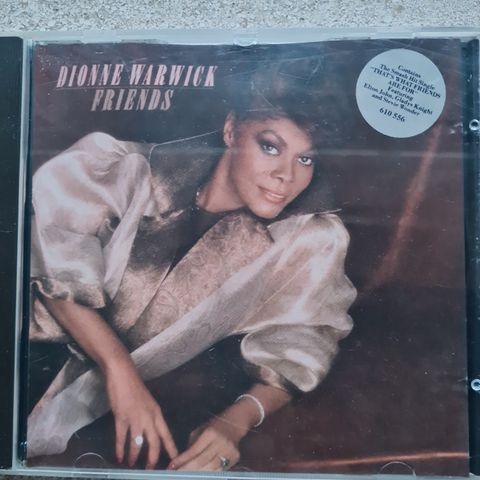 DIONNE WARWICK
FRIENDS
Contains
The Smash Hit Single
"THAT'S WHAT FRIENDS
ARE FOR"
Featuring
Elton John, Gladys Knight
and Stevie Wonder
610 556